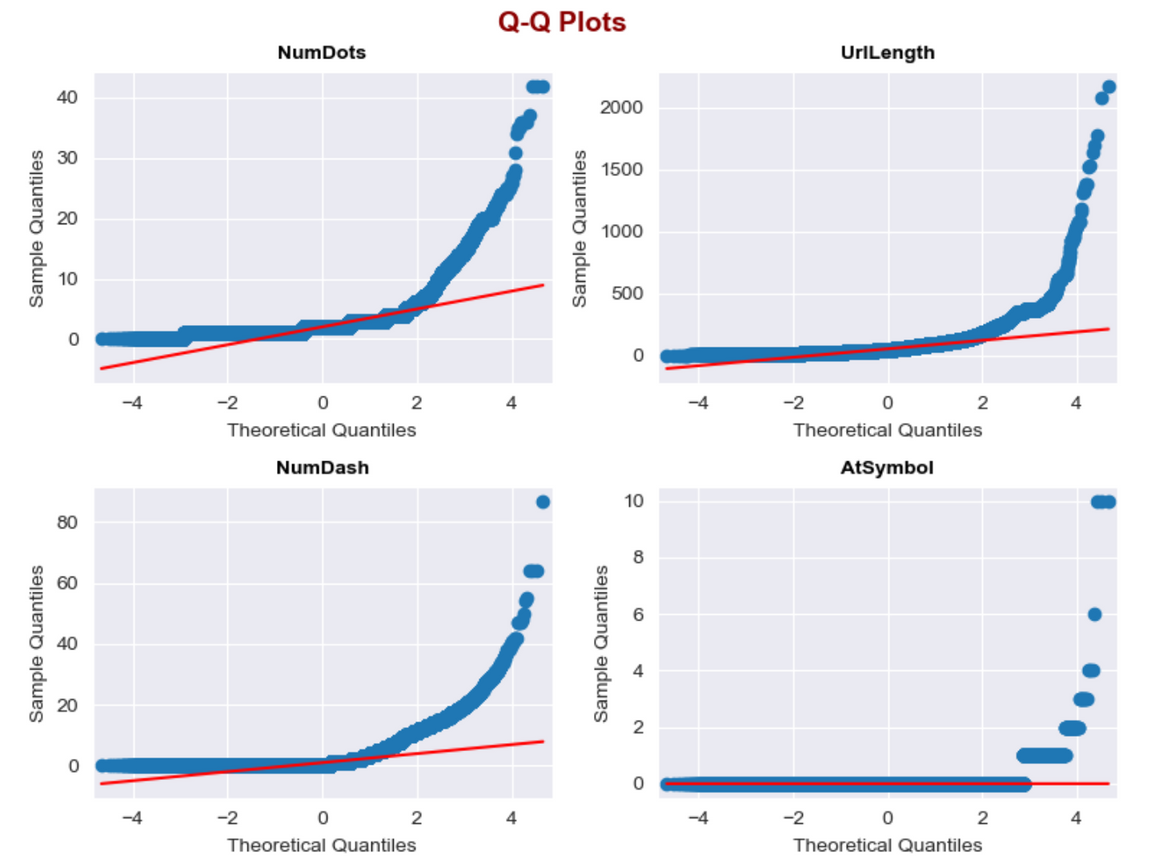 Q-Q Plots
NumDots
UrlLength
Sample Quantiles
40
30
20
10
0
−4 −2 0 2 4
Theoretical Quantiles
Sample Quantiles
2000
1500
1000
500
0
−4 −2 0 2 4
Theoretical Quantiles
NumDash
AtSymbol
Sample Quantiles
80
60
40
20
0
−4 −2 0 2 4
Theoretical Quantiles
Sample Quantiles
10
8
6
4
2
0
−4 −2 0 2 4
Theoretical Quantiles